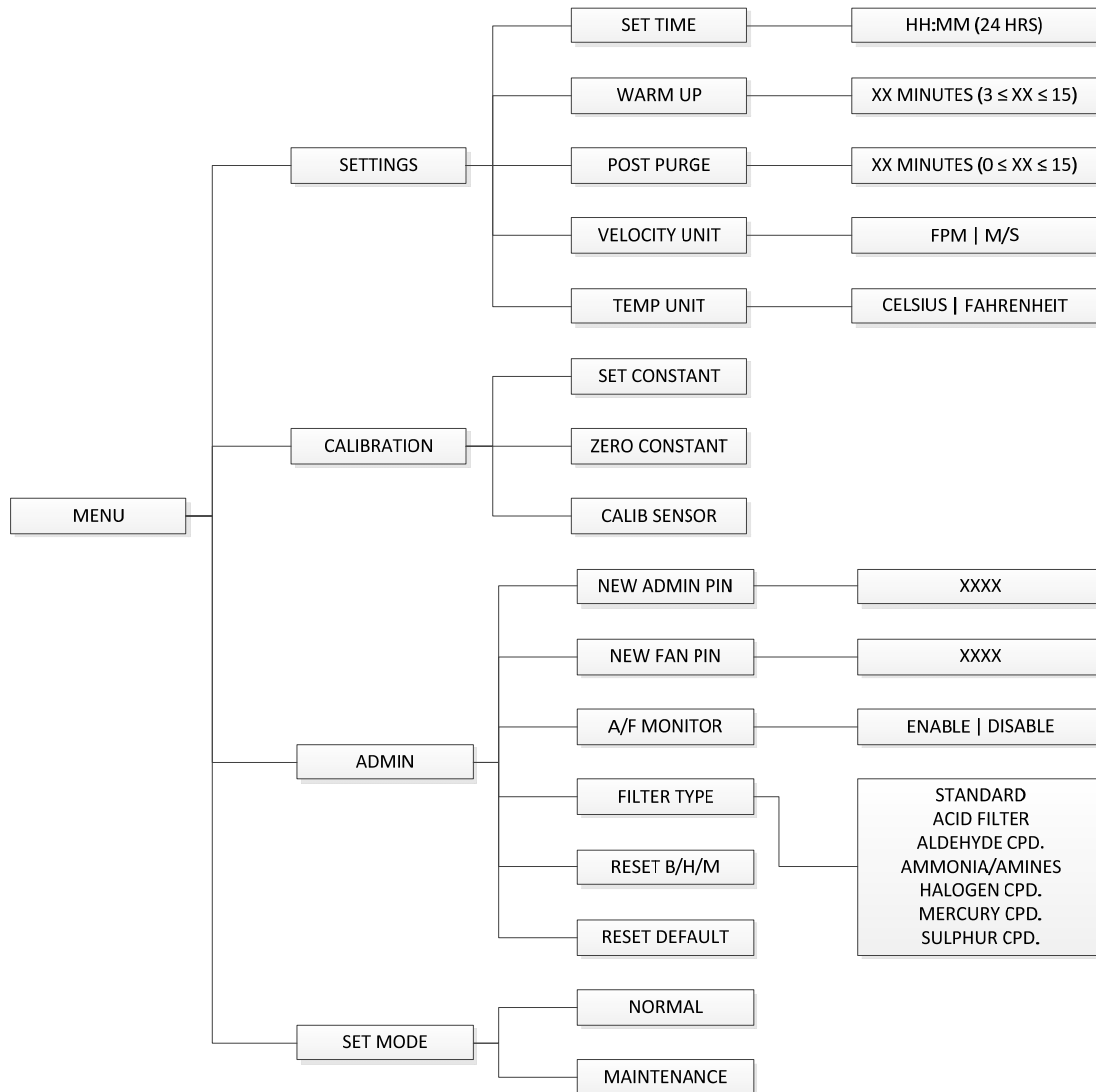 MENU
SETTINGS
SET TIME
HH:MM (24 HRS)
WARM UP
XX MINUTES (3 ≤ XX ≤ 15)
POST PURGE
XX MINUTES (0 ≤ XX ≤ 15)
VELOCITY UNIT
FPM | M/S
TEMP UNIT
CELSIUS | FAHRENHEIT
CALIBRATION
SET CONSTANT
ZERO CONSTANT
CALIB SENSOR
ADMIN
NEW ADMIN PIN
XXXX
NEW FAN PIN
XXXX
A/F MONITOR
ENABLE | DISABLE
FILTER TYPE
STANDARD
ACID FILTER
ALDEHYDE CPD.
AMMONIA/AMINES
HALOGEN CPD.
MERCURY CPD.
SULPHUR CPD.
RESET B/H/M
RESET DEFAULT
SET MODE
NORMAL
MAINTENANCE